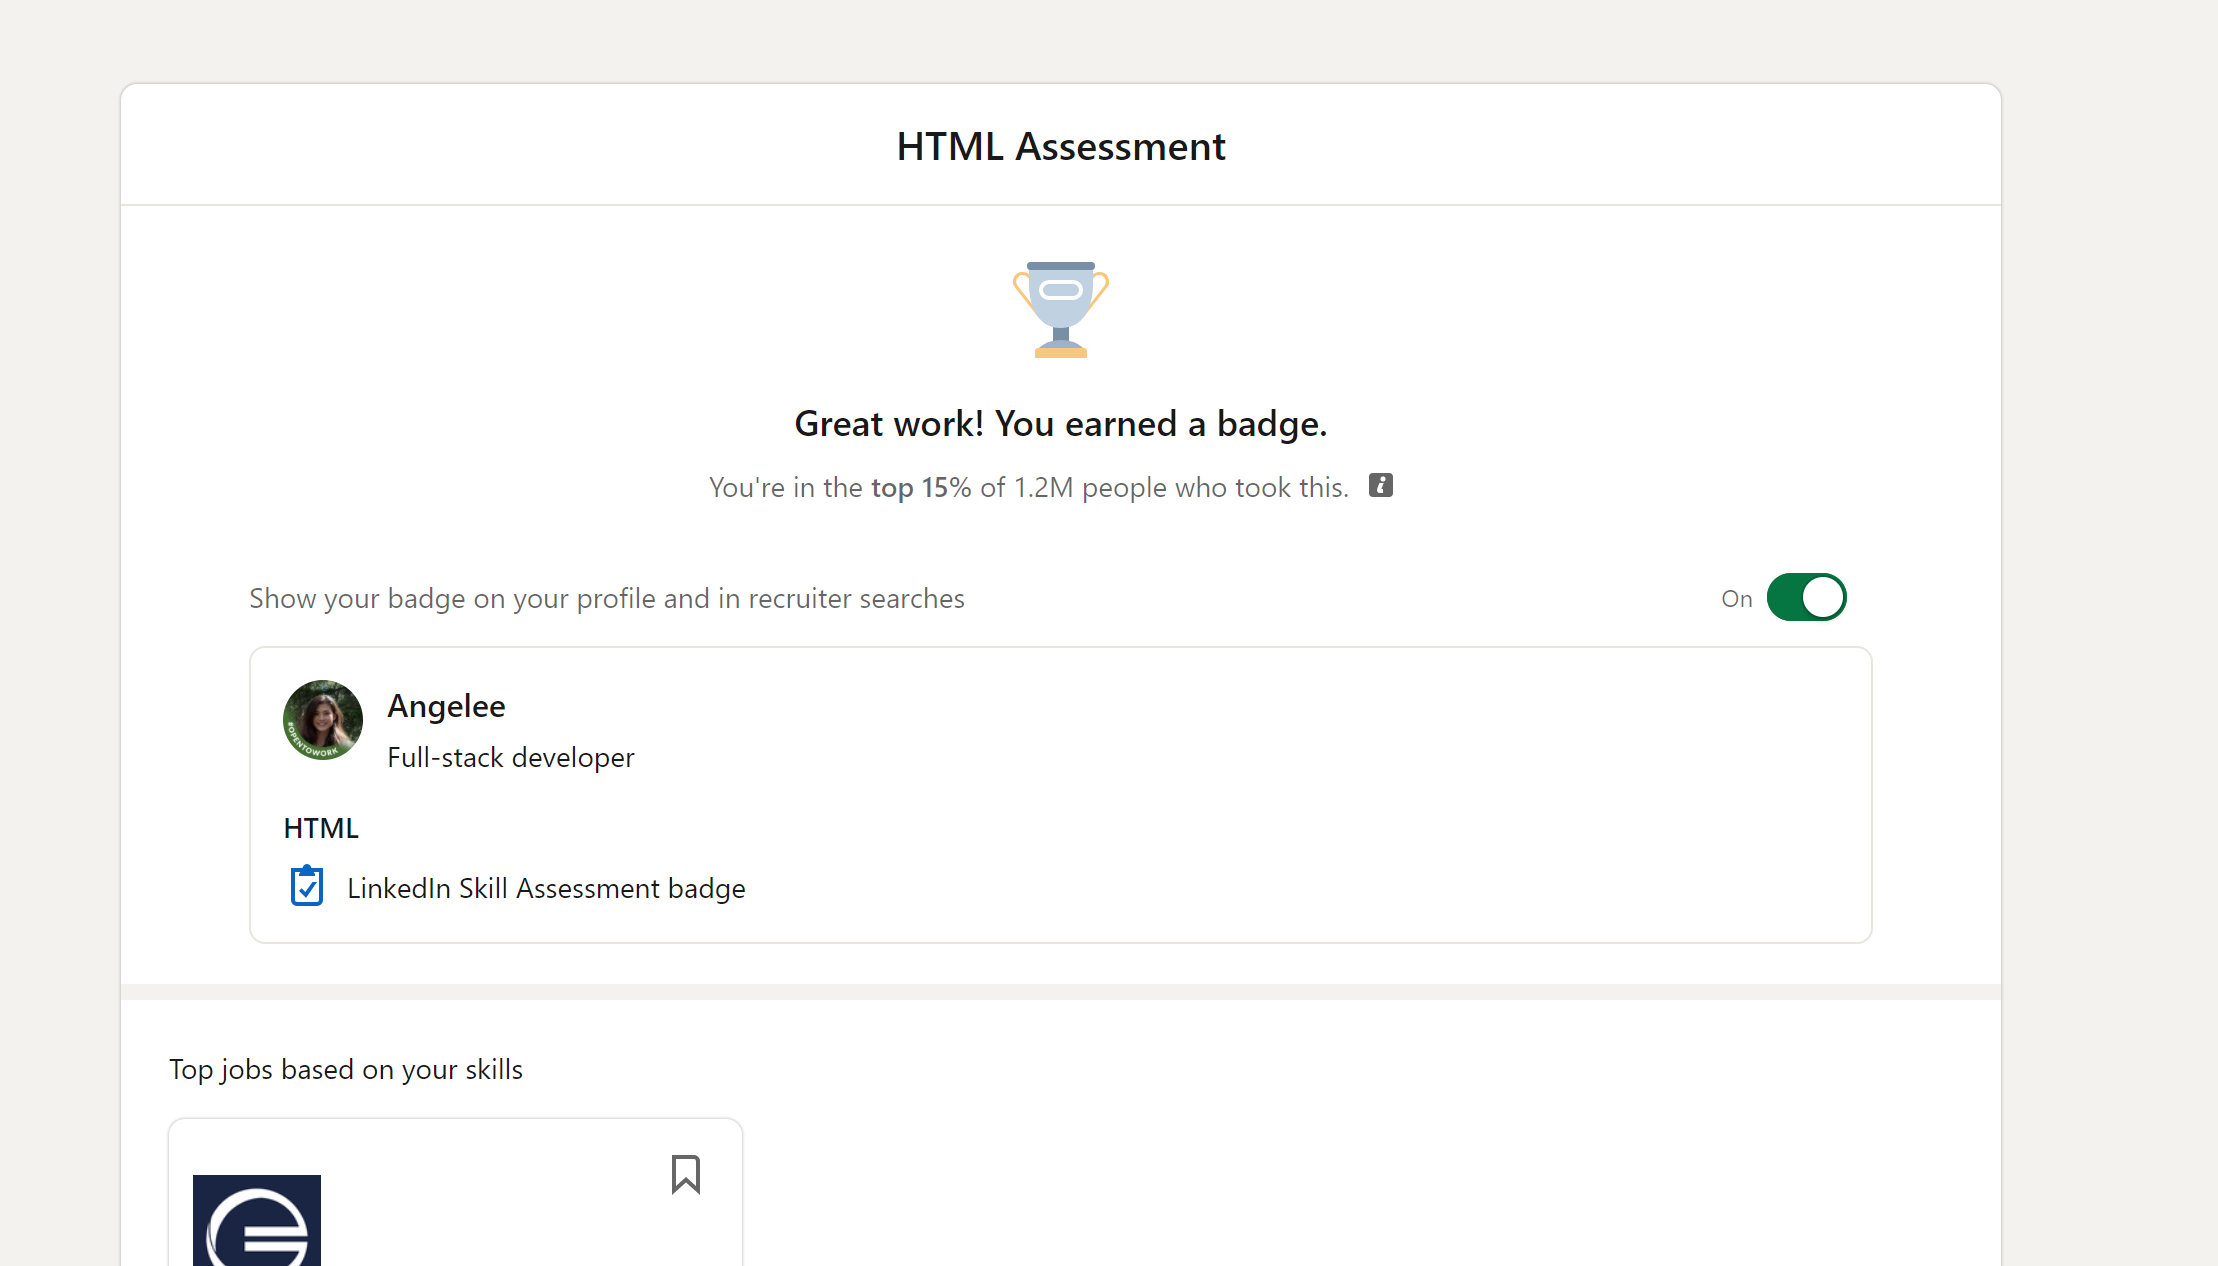 HTML Assessment
Great work! You earned a badge.
You're in the top 15% of 1.2M people who took this.
Show your badge on your profile and in recruiter searches
On
Angelee
Full-stack developer
#OPENTOWORK
HTML
LinkedIn Skill Assessment badge
Top jobs based on your skills